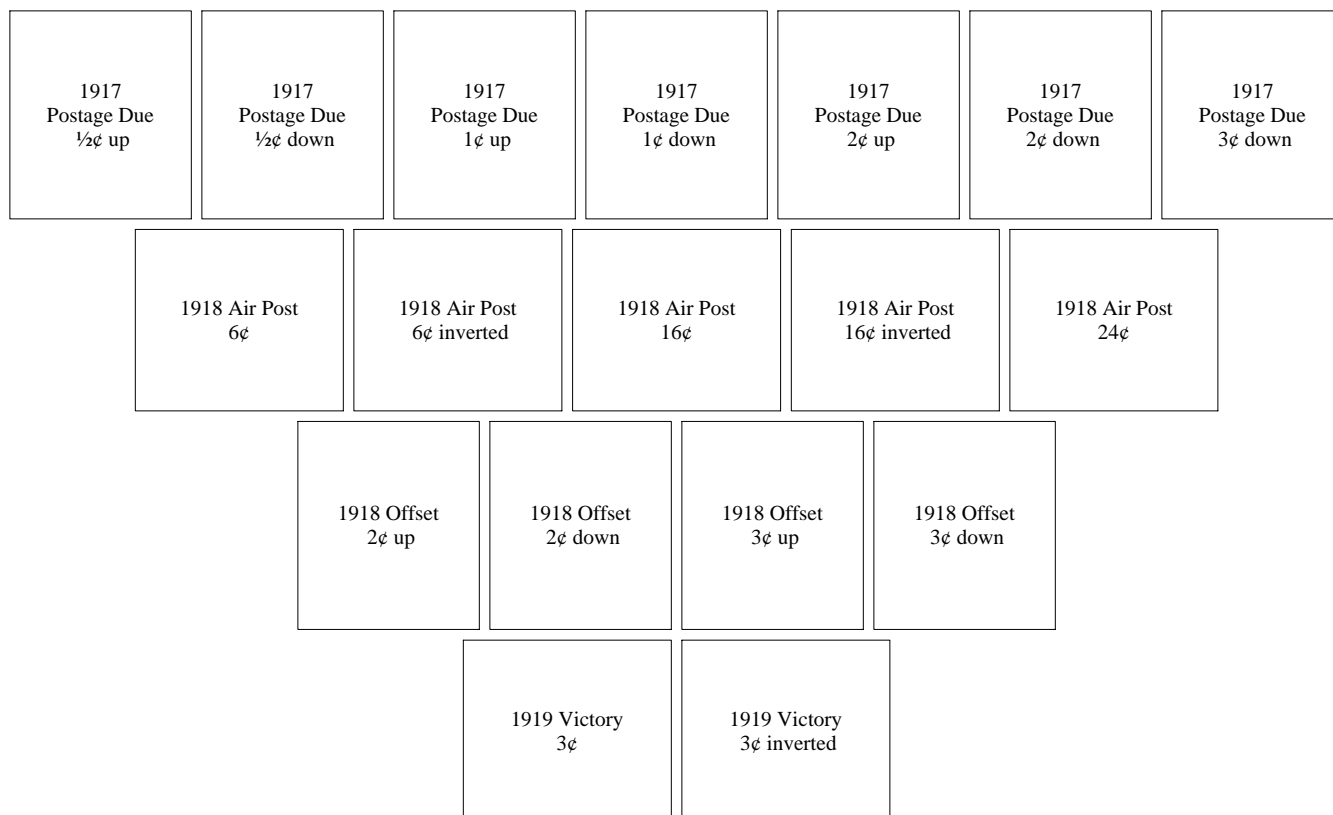 1917
Postage Due
½¢ up
1917
Postage Due
½¢ down
1917
Postage Due
1¢ up
1917
Postage Due
1¢ down
1917
Postage Due
2¢ up
1917
Postage Due
2¢ down
1917
Postage Due
3¢ down
1918 Air Post
6¢
1918 Air Post
6¢ inverted
1918 Air Post
16¢
1918 Air Post
16¢ inverted
1918 Air Post
24¢
1918 Offset
2¢ up
1918 Offset
2¢ down
1918 Offset
3¢ up
1918 Offset
3¢ down
1919 Victory
3¢
1919 Victory
3¢ inverted